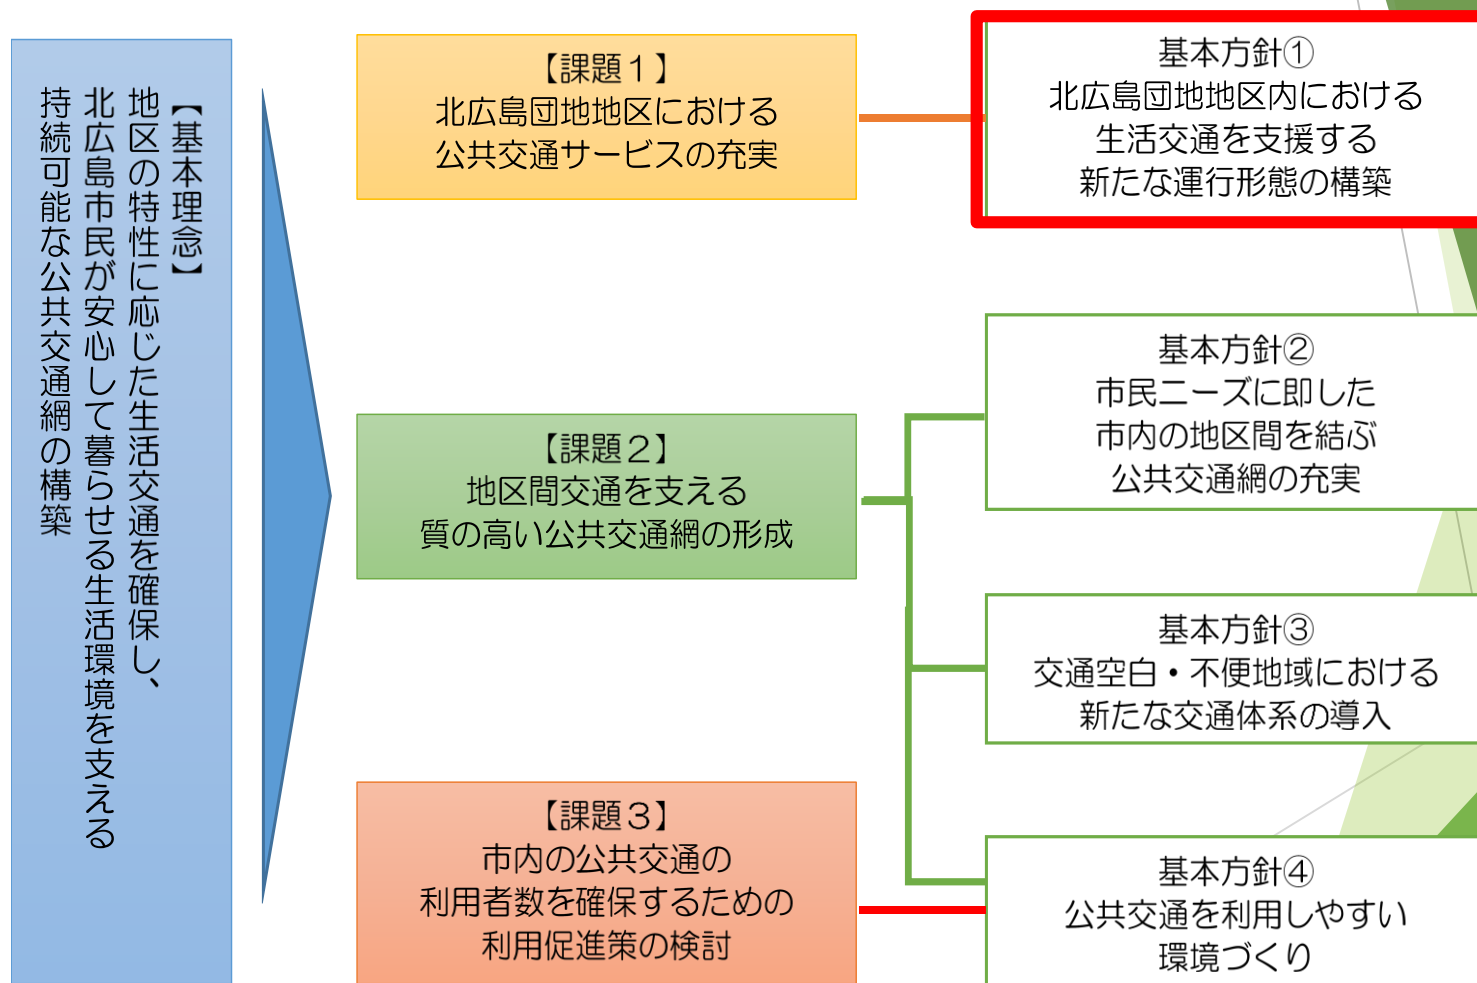 【基本理念】
地区の特性に応じた生活交通を確保し、
北広島市民が安心して暮らせる生活環境を支える
持続可能な公共交通網の構築
【課題１】
北広島団地地区における
公共交通サービスの充実
基本方針①
北広島団地地区内における
生活交通を支援する
新たな運行形態の構築
【課題２】
地区間交通を支える
質の高い公共交通網の形成
基本方針②
市民ニーズに即した
市内の地区間を結ぶ
公共交通網の充実
基本方針③
交通空白・不便地域における
新たな交通体系の導入
【課題３】
市内の公共交通の
利用者数を確保するための
利用促進策の検討
基本方針④
公共交通を利用しやすい
環境づくり